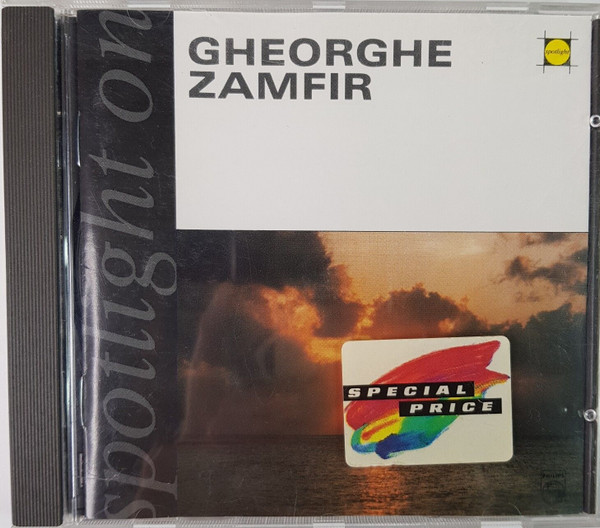 spotlight on
GHEORGHE
ZAMFIR
spotlight
SPECIAL
PRICE